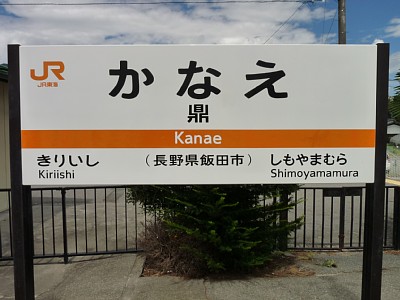 JR
JR東海
かなえ
鼎
Kanae
きりいし （長野県飯田市） しもやまむら
Kiriishi Shimoyamamura